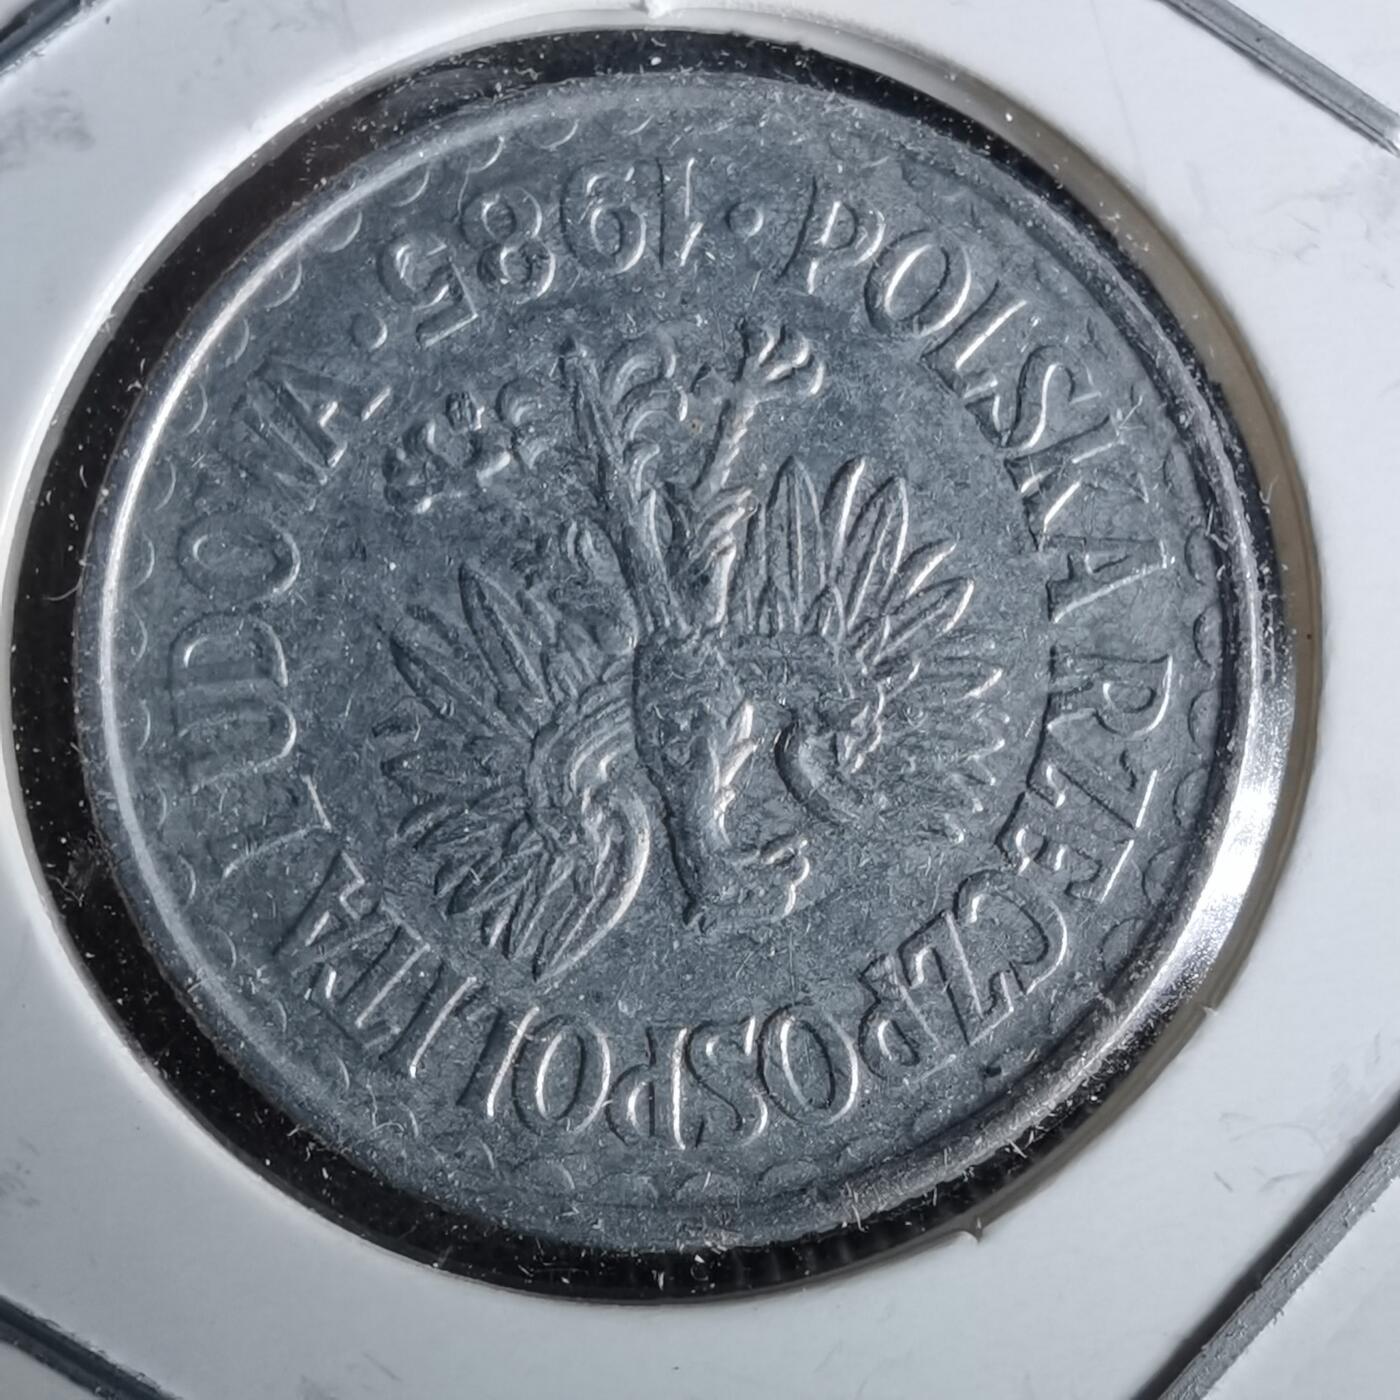 POLSKA RZECZPOSPOLITA LUDOWA · 1985 ·